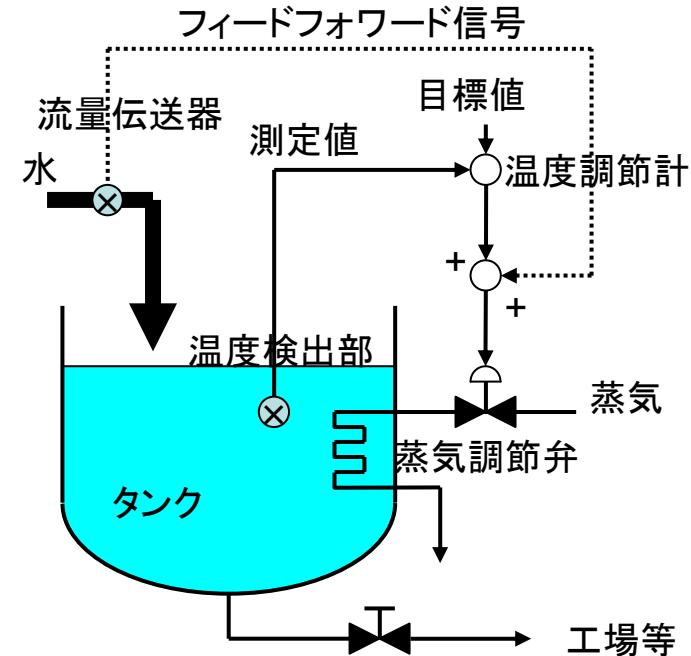 フィードフォワード信号
目標値
流量伝送器
測定値
水
温度調節計
+
+
温度検出部
蒸気
蒸気調節弁
タンク
工場等